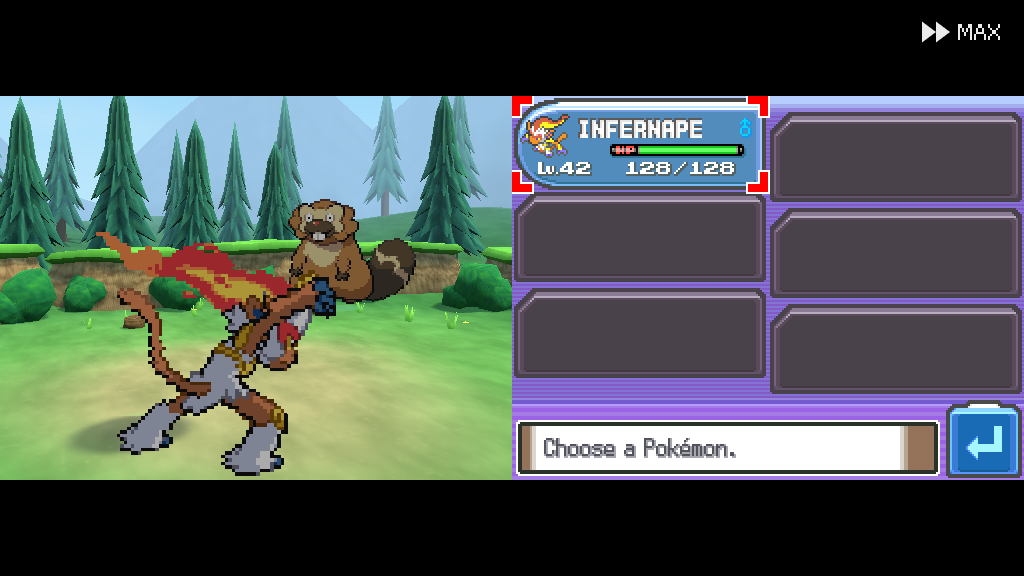 MAX
INFERNAPE ♂
HP
Lv.42 128/128
Choose a Pokémon.